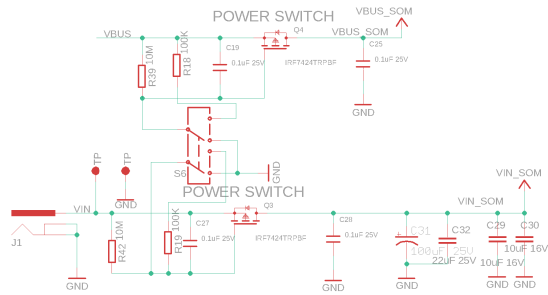 POWER SWITCH
VBUS_SOM
Q4
VBUS
VBUS_SOM
R39 10M
R18 100K
C19
0.1uF 25V
IRF7424TRPBF
C25
0.1uF 25V
GND
S6
GND
TP
TP
GND
POWER SWITCH
VIN_SOM
Q3
VIN
VIN_SOM
J1
R42 10M
R19 100K
C27
0.1uF 25V
IRF7424TRPBF
C28
0.1uF 25V
C31
100uF 25V
C32
22uF 25V
C29
10uF 16V
C30
10uF 16V
GND
GND
GND
GND